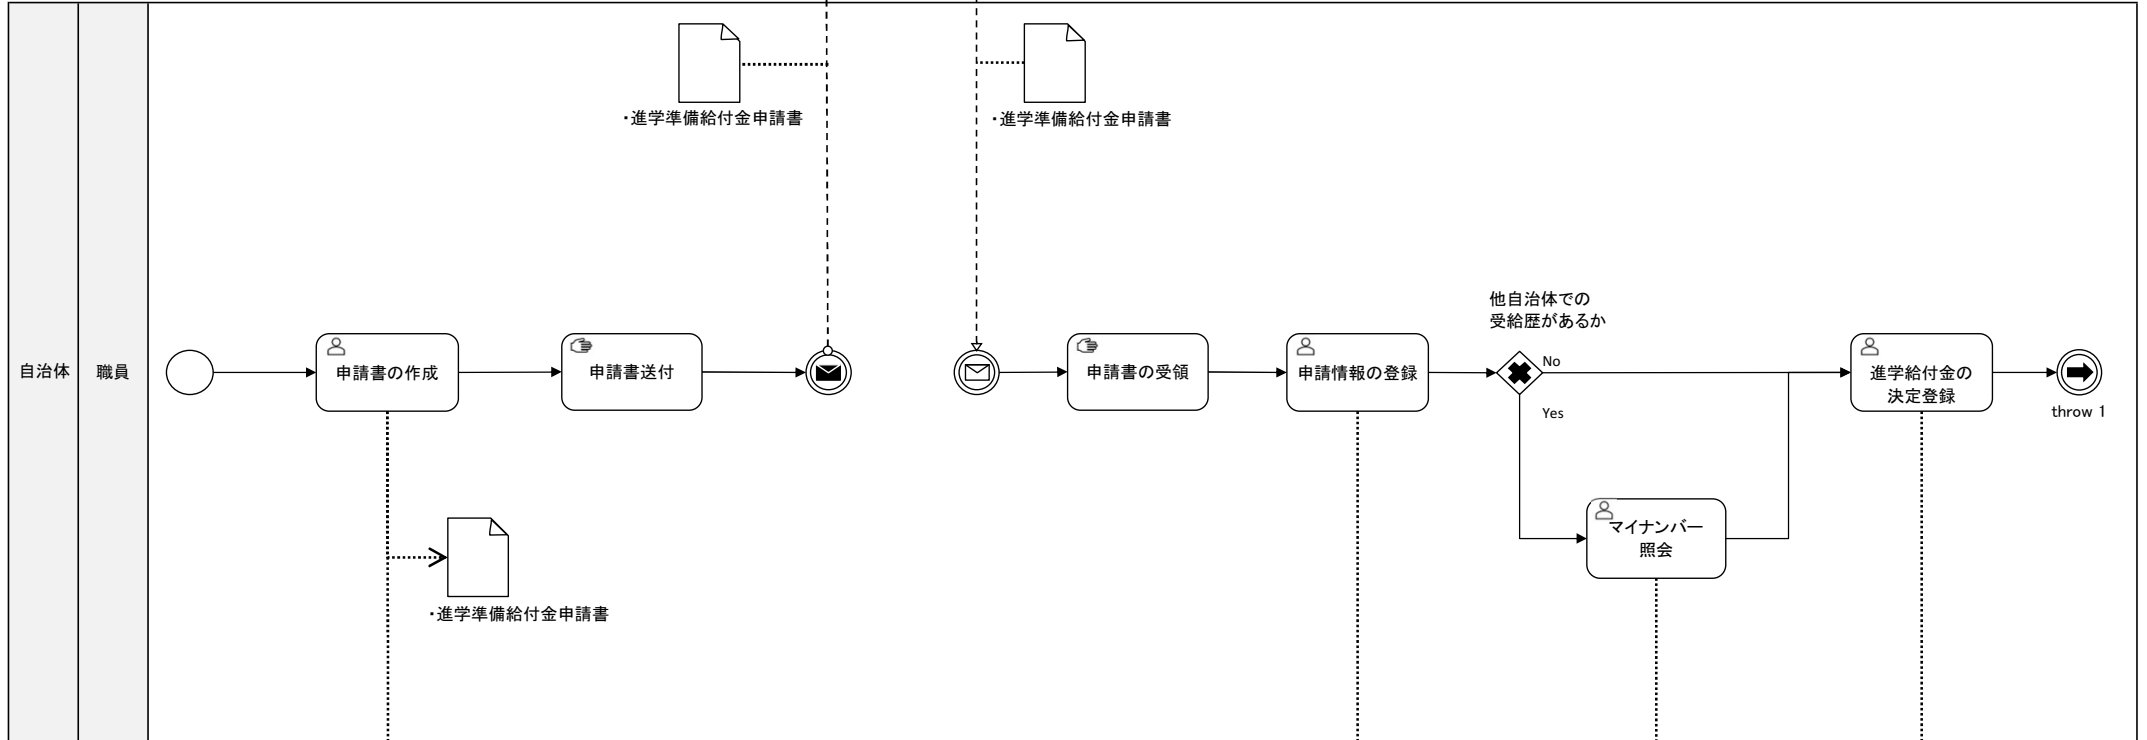 ・進学準備給付金申請書
・進学準備給付金申請書
他自治体での
受給歴があるか
自治体
職員
申請書の作成
申請書送付
申請書の受領
申請情報の登録
No
Yes
進学給付金の
決定登録
throw 1
マイナンバー
照会
・進学準備給付金申請書